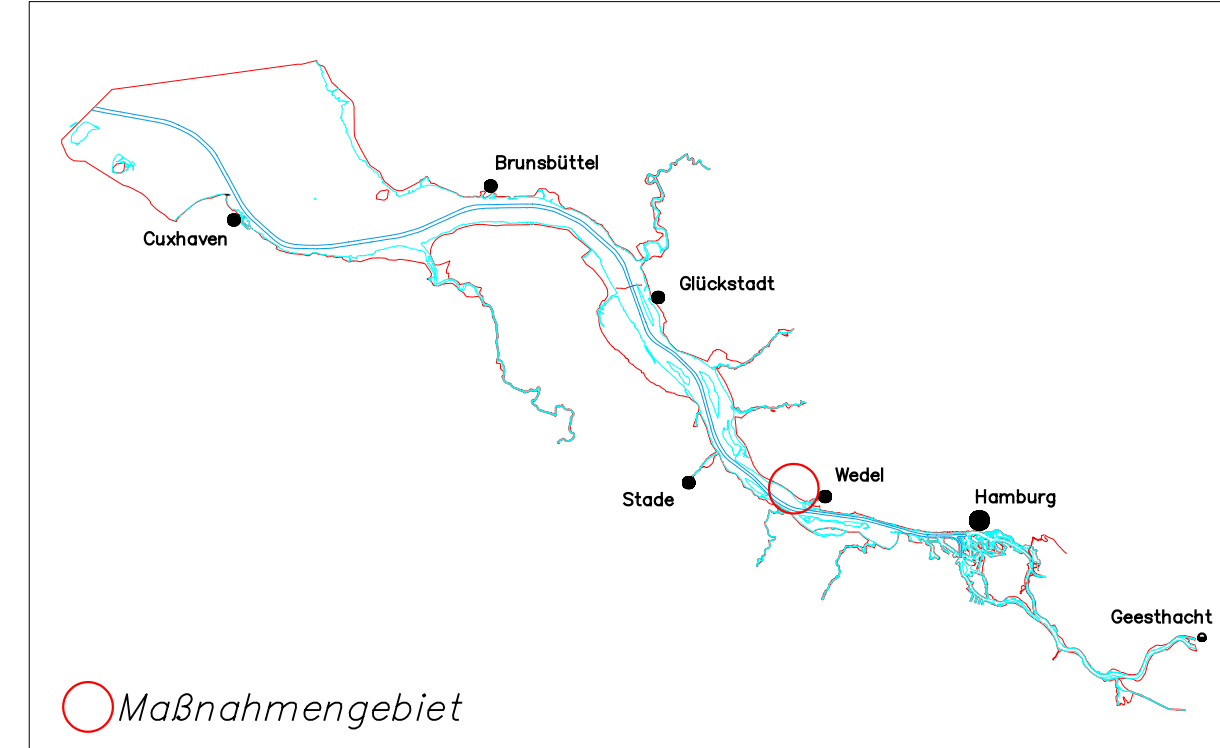 Brunsbüttel
Cuxhaven
Glückstadt
Wedel
Stade
Hamburg
Geesthacht
Maßnahmengebiet